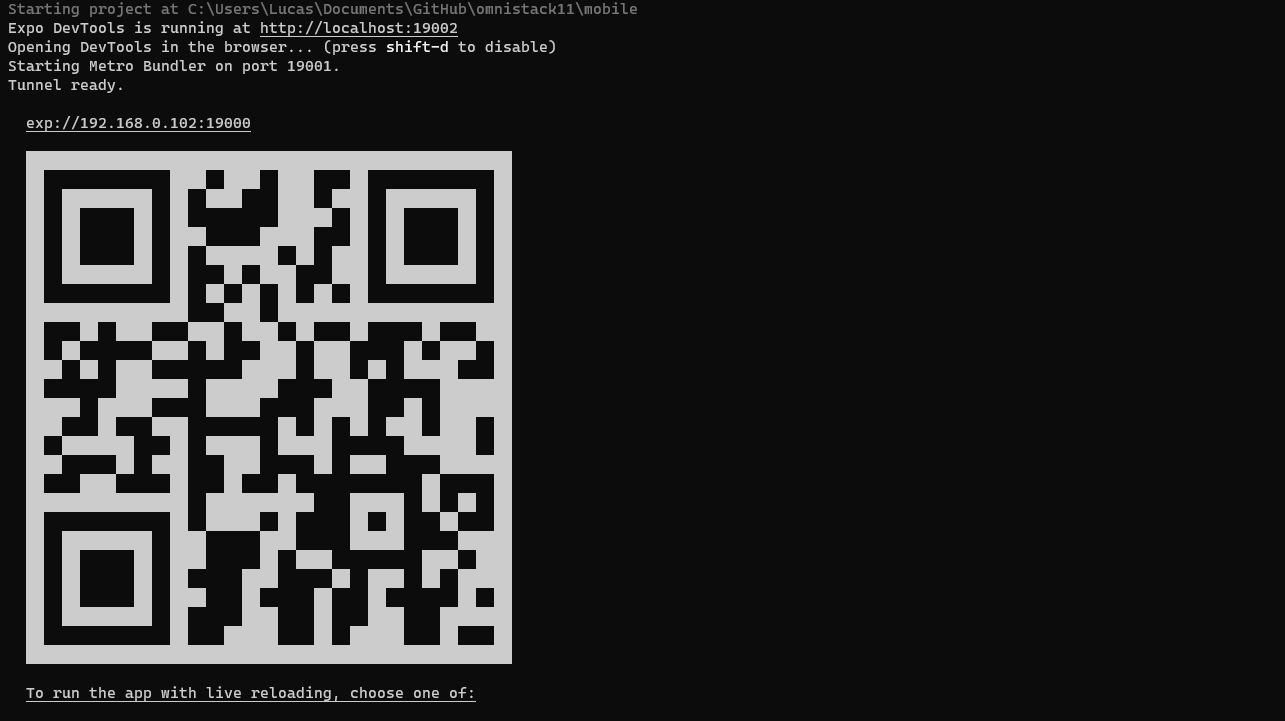 Starting project at C:\Users\Lucas\Documents\GitHub\omnistack11\mobile
Expo DevTools is running at http://localhost:19002
Opening DevTools in the browser... (press shift-d to disable)
Starting Metro Bundler on port 19001.
Tunnel ready.
exp://192.168.0.102:19000
To run the app with live reloading, choose one of: